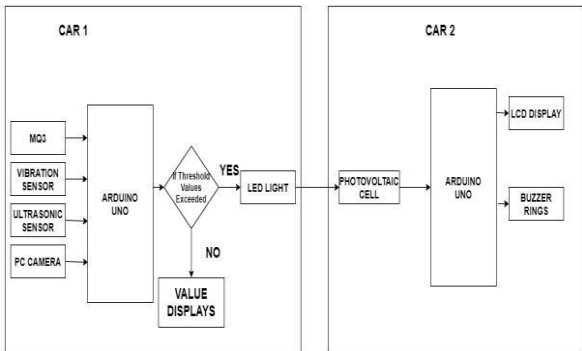 CAR 1
MQ3
VIBRATION
SENSOR
ULTRASONIC
SENSOR
PC CAMERA
ARDUINO
UNO
If Threshold
Values
Exceeded
YES
NO
VALUE
DISPLAYS
LED LIGHT
CAR 2
PHOTOVOLTAIC
CELL
ARDUINO
UNO
LCD DISPLAY
BUZZER
RINGS